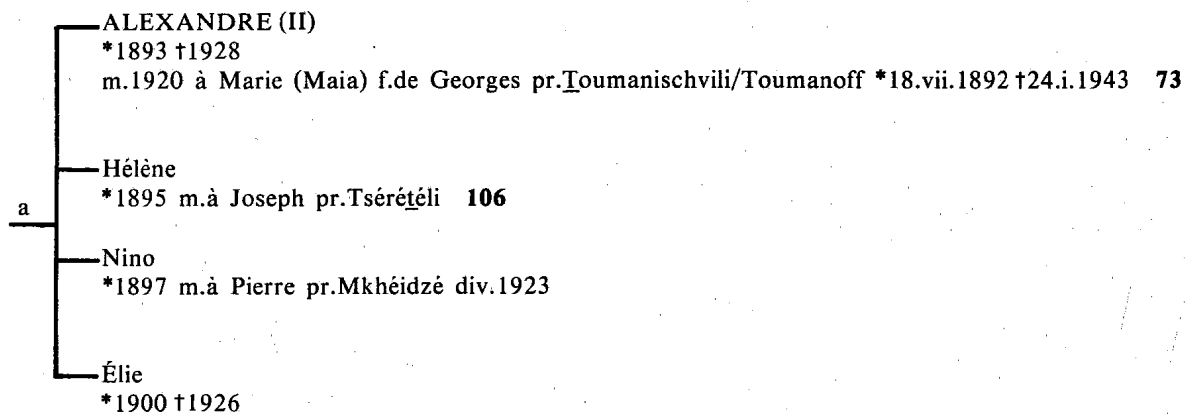 ALEXANDRE (II)
*1893 †1928
m.1920 à Marie (Maia) f.de Georges pr.Toumanischvili/Toumanoff *18.vii.1892 †24.i.1943 73
Hélène
*1895 m.à Joseph pr.Tsérétéli 106
a
Nino
*1897 m.à Pierre pr.Mkhéidzé div.1923
Élie
*1900 †1926